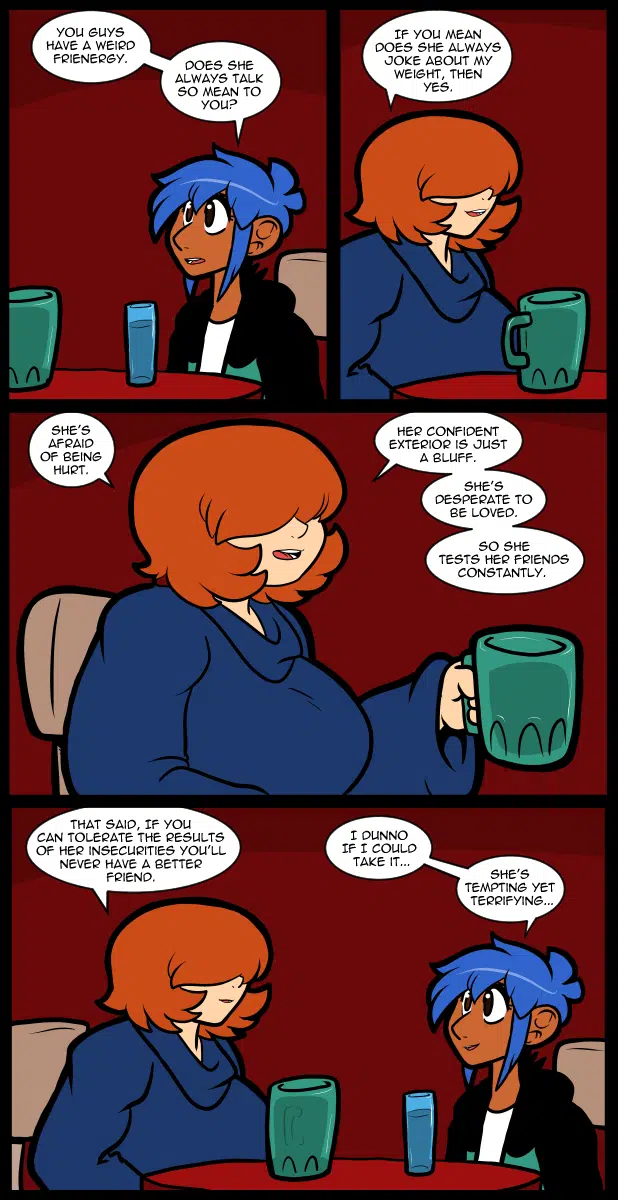 YOU GUYS
HAVE A WEIRD
FRIENERGY.
DOES SHE
ALWAYS TALK
SO MEAN TO
YOU?
IF YOU MEAN
DOES SHE ALWAYS
JOKE ABOUT MY
WEIGHT, THEN
YES.
SHE'S
AFRAID
OF BEING
HURT.
HER CONFIDENT
EXTERIOR IS JUST
A BLUFF.
SHE'S
DESPERATE TO
BE LOVED.
SO SHE
TESTS HER FRIENDS
CONSTANTLY.
THAT SAID, IF YOU
CAN TOLERATE THE RESULTS
OF HER INSECURITIES YOU'LL
NEVER HAVE A BETTER
FRIEND.
I DUNNO
IF I COULD
TAKE IT...
SHE'S
TEMPTING YET
TERRIFYING...